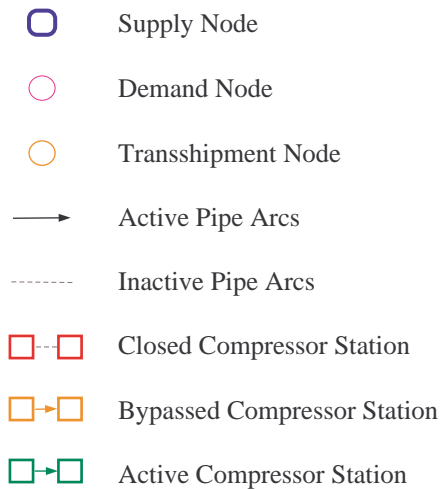 Supply Node
Demand Node
Transshipment Node
Active Pipe Arcs
Inactive Pipe Arcs
Closed Compressor Station
Bypassed Compressor Station
Active Compressor Station